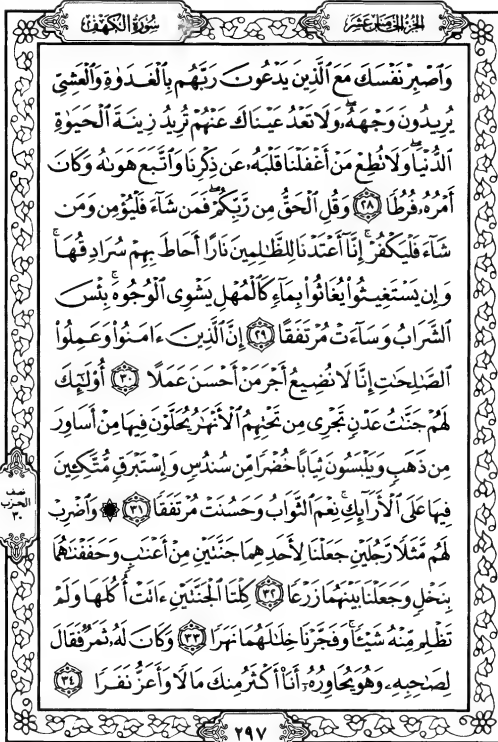 الجزء الخامس عشر
سورة الكهف
وَٱصۡبِرۡ نَفۡسَكَ مَعَ ٱلَّذِينَ يَدۡعُونَ رَبَّهُم بِٱلۡغَدَوٰةِ وَٱلۡعَشِيِّ
يُرِيدُونَ وَجۡهَهُۥۖ وَلَا تَعۡدُ عَيۡنَاكَ عَنۡهُمۡ تُرِيدُ زِينَةَ ٱلۡحَيَوٰةِ
ٱلدُّنۡيَاۖ وَلَا تُطِعۡ مَنۡ أَغۡفَلۡنَا قَلۡبَهُۥ عَن ذِكۡرِنَا وَٱتَّبَعَ هَوَىٰهُ وَكَانَ
أَمۡرُهُۥ فُرُطٗا ٢٨ وَقُلِ ٱلۡحَقُّ مِن رَّبِّكُمۡۖ فَمَن شَآءَ فَلۡيُؤۡمِن وَمَن
شَآءَ فَلۡيَكۡفُرۡۚ إِنَّآ أَعۡتَدۡنَا لِلظَّٰلِمِينَ نَارًا أَحَاطَ بِهِمۡ سُرَادِقُهَاۚ
وَإِن يَسۡتَغِيثُواْ يُغَاثُواْ بِمَآءٖ كَٱلۡمُهۡلِ يَشۡوِي ٱلۡوُجُوهَۚ بِئۡسَ
ٱلشَّرَابُ وَسَآءَتۡ مُرۡتَفَقًا ٢٩ إِنَّ ٱلَّذِينَ ءَامَنُواْ وَعَمِلُواْ
ٱلصَّٰلِحَٰتِ إِنَّا لَا نُضِيعُ أَجۡرَ مَنۡ أَحۡسَنَ عَمَلًا ٣٠ أُوْلَٰٓئِكَ
لَهُمۡ جَنَّٰتُ عَدۡنٖ تَجۡرِي مِن تَحۡتِهِمُ ٱلۡأَنۡهَٰرُ يُحَلَّوۡنَ فِيهَا مِنۡ أَسَاوِرَ
مِن ذَهَبٖ وَيَلۡبَسُونَ ثِيَابًا خُضۡرٗا مِّن سُندُسٖ وَإِسۡتَبۡرَقٖ مُّتَّكِـِٔينَ
فِيهَا عَلَى ٱلۡأَرَآئِكِۚ نِعۡمَ ٱلثَّوَابُ وَحَسُنَتۡ مُرۡتَفَقٗا ٣١ ۞ وَٱضۡرِبۡ
نصف
الحزب
٣٠
لَهُم مَّثَلٗا رَّجُلَيۡنِ جَعَلۡنَا لِأَحَدِهِمَا جَنَّتَيۡنِ مِنۡ أَعۡنَٰبٖ وَحَفَفۡنَٰهُمَا
بِنَخۡلٖ وَجَعَلۡنَا بَيۡنَهُمَا زَرۡعٗا ٣٢ كِلۡتَا ٱلۡجَنَّتَيۡنِ ءَاتَتۡ أُكُلَهَا وَلَمۡ
تَظۡلِم مِّنۡهُ شَيۡـٔٗاۚ وَفَجَّرۡنَا خِلَٰلَهُمَا نَهَرٗا ٣٣ وَكَانَ لَهُۥ ثَمَرٞ فَقَالَ
لِصَٰحِبِهِۦ وَهُوَ يُحَاوِرُهُۥٓ أَنَا۠ أَكۡثَرُ مِنكَ مَالٗا وَأَعَزُّ نَفَرٗا ٣٤
٢٩٧